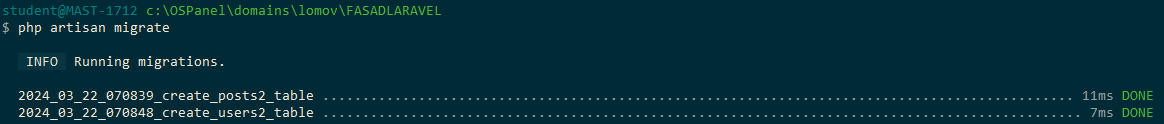 student@MAST-1712 c:\OSPanel\domains\lomov\FASADLARAVEL
$ php artisan migrate
INFO Running migrations.
2024_03_22_070839_create_posts2_table .............................................................................................. 11ms DONE
2024_03_22_070848_create_users2_table ............................................................................................... 7ms DONE